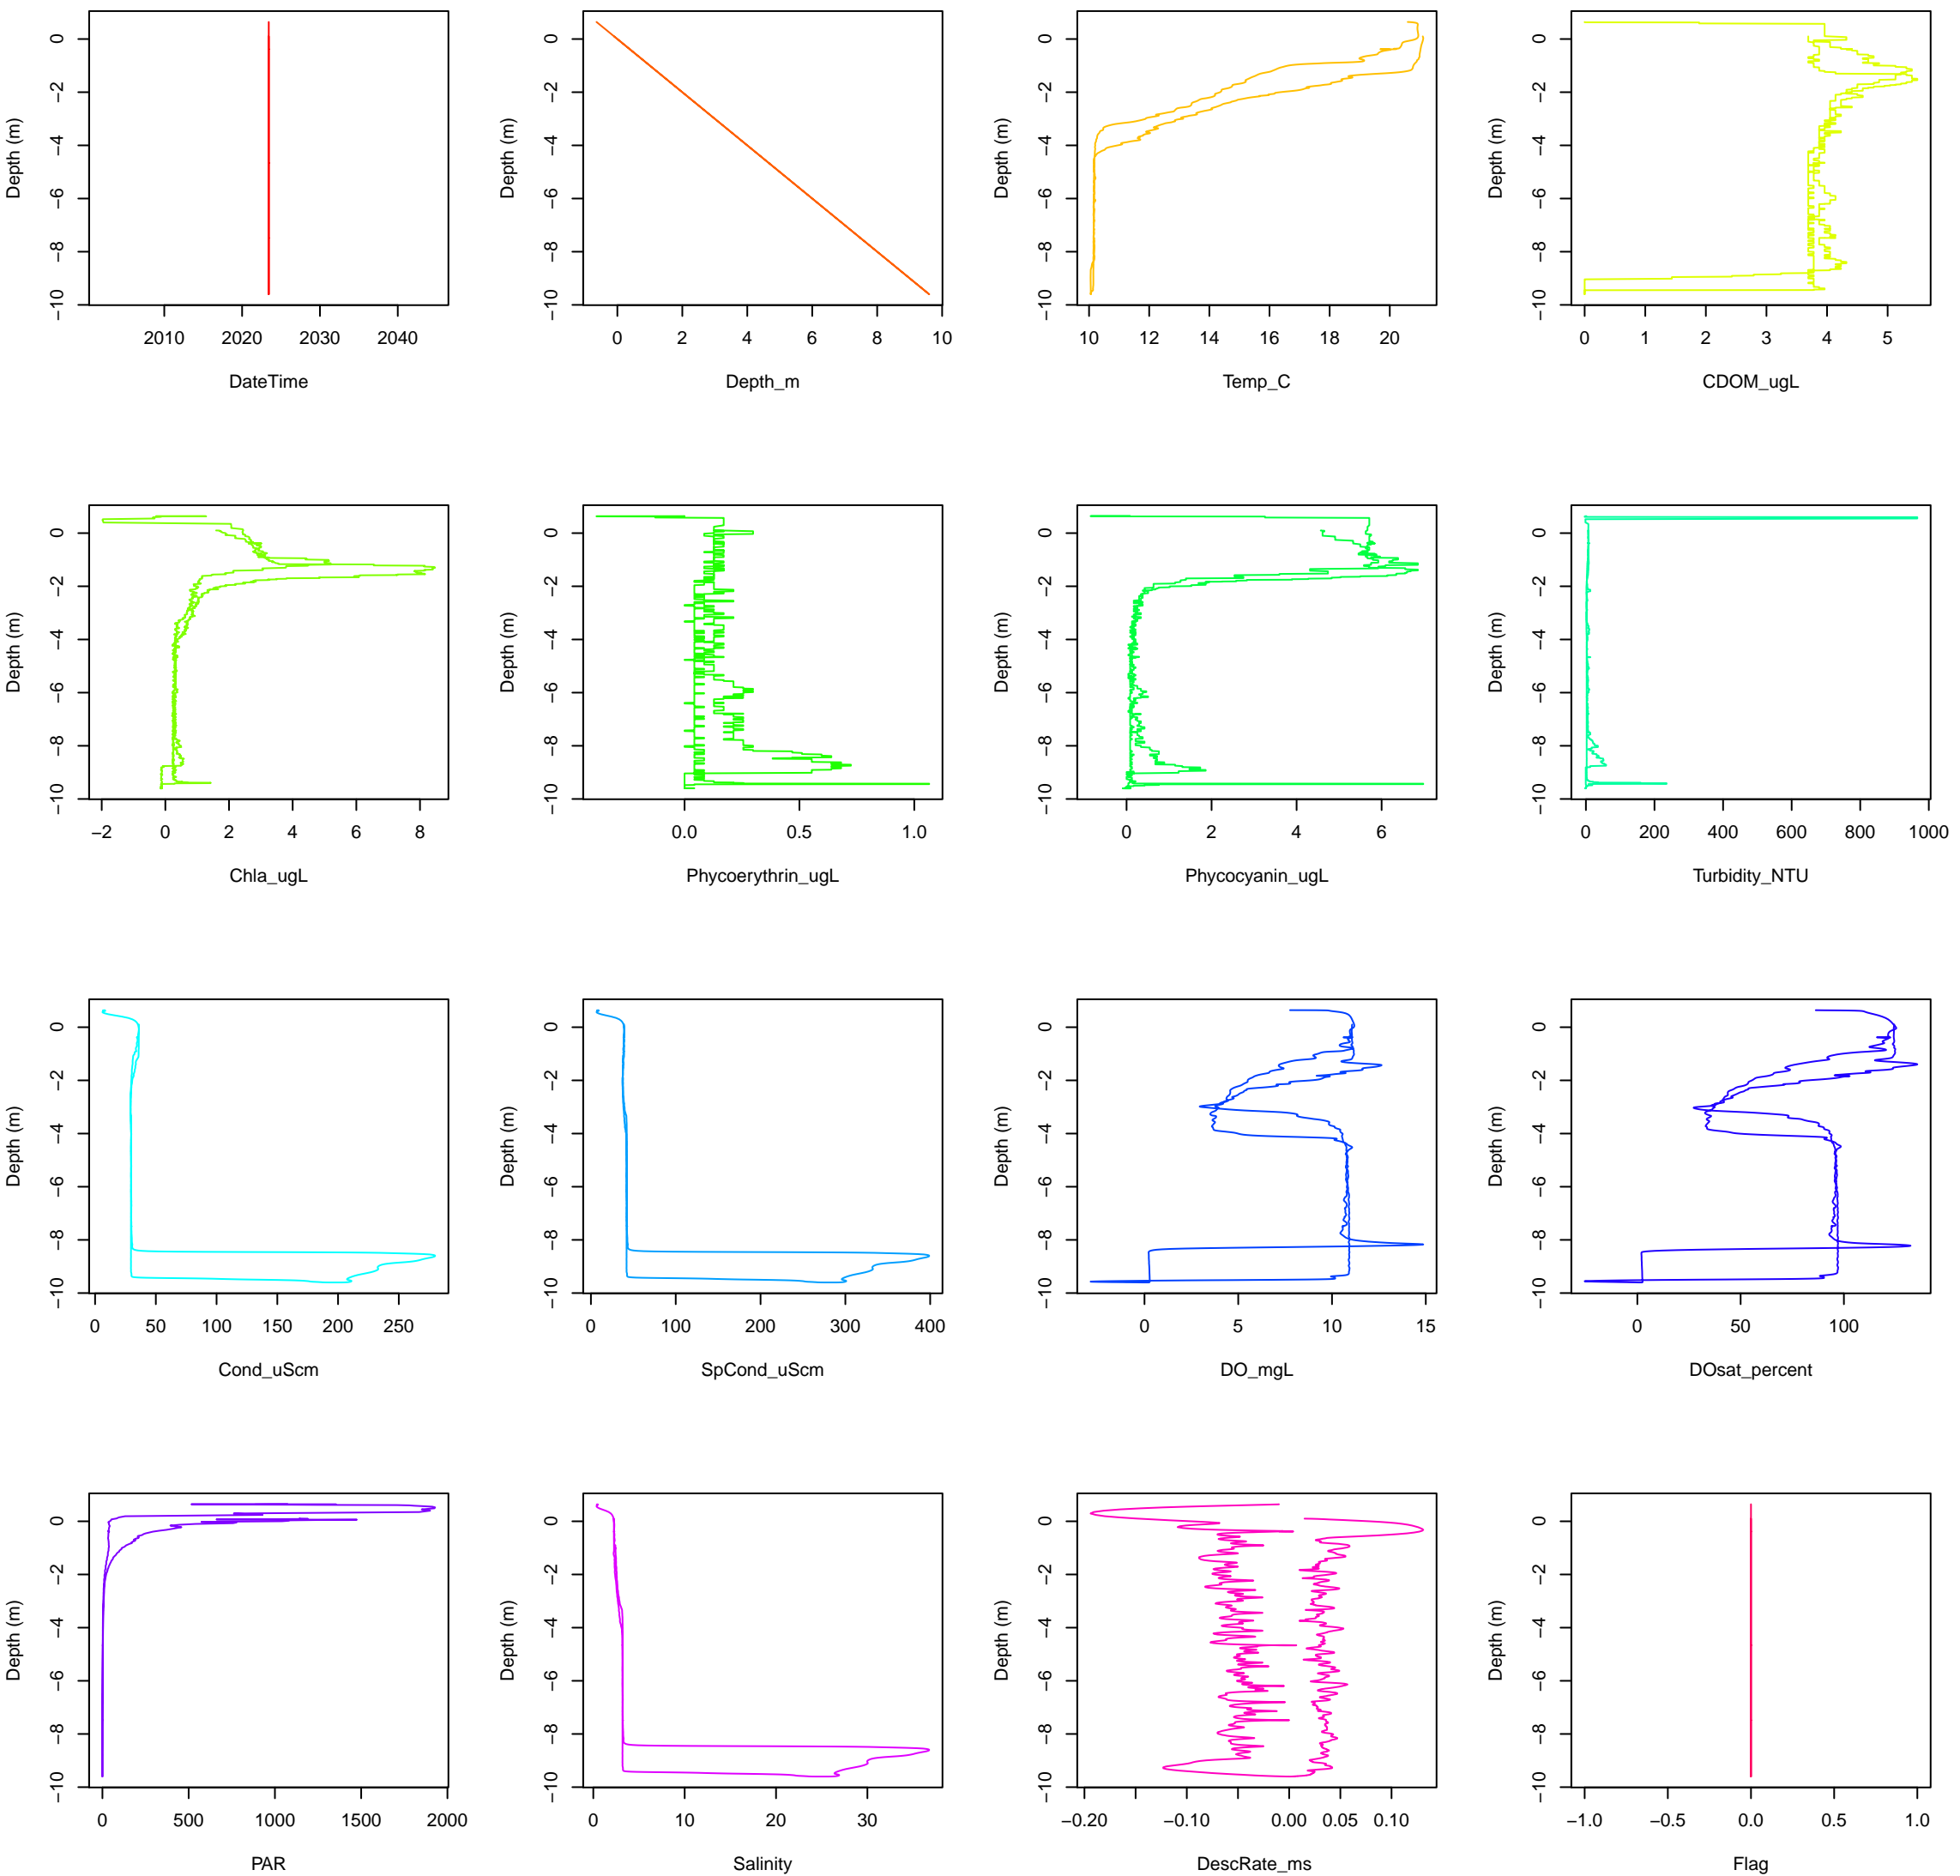 Depth (m)
−10 −8 −6 −4 −2 0
2010 2020 2030 2040
DateTime
Depth (m)
−10 −8 −6 −4 −2 0
0 2 4 6 8 10
Depth_m
Depth (m)
−10 −8 −6 −4 −2 0
10 12 14 16 18 20
Temp_C
Depth (m)
−10 −8 −6 −4 −2 0
0 1 2 3 4 5
CDOM_ugL
Depth (m)
−10 −8 −6 −4 −2 0
−2 0 2 4 6 8
Chla_ugL
Depth (m)
−10 −8 −6 −4 −2 0
0.0 0.5 1.0
Phycoerythrin_ugL
Depth (m)
−10 −8 −6 −4 −2 0
0 2 4 6
Phycocyanin_ugL
Depth (m)
−10 −8 −6 −4 −2 0
0 200 400 600 800 1000
Turbidity_NTU
Depth (m)
−10 −8 −6 −4 −2 0
0 50 100 150 200 250
Cond_uScm
Depth (m)
−10 −8 −6 −4 −2 0
0 100 200 300 400
SpCond_uScm
Depth (m)
−10 −8 −6 −4 −2 0
0 5 10 15
DO_mgL
Depth (m)
−10 −8 −6 −4 −2 0
0 50 100
DOsat_percent
Depth (m)
−10 −8 −6 −4 −2 0
0 500 1000 1500 2000
PAR
Depth (m)
−10 −8 −6 −4 −2 0
0 10 20 30
Salinity
Depth (m)
−10 −8 −6 −4 −2 0
−0.20 −0.10 0.00 0.05 0.10
DescRate_ms
Depth (m)
−10 −8 −6 −4 −2 0
−1.0 −0.5 0.0 0.5 1.0
Flag